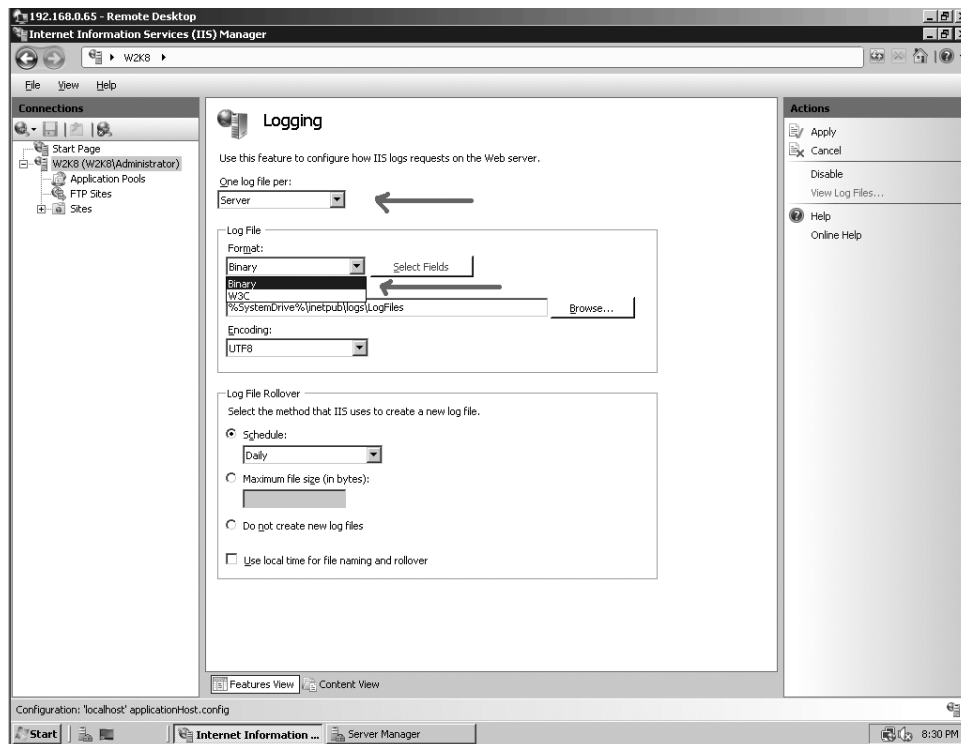 192.168.0.65 - Remote Desktop
Internet Information Services (IIS) Manager
W2K8
File View Help
Connections
Start Page
W2K8 (W2K8\Administrator)
Application Pools
FTP Sites
Sites
Logging
Use this feature to configure how IIS logs requests on the Web server.
One log file per:
Server
Log File
Format:
Binary
Select Fields
Binary
W3C
%SystemDrive%\inetpub\logs\LogFiles
Browse...
Encoding:
UTF8
Log File Rollover
Select the method that IIS uses to create a new log file.
Schedule:
Daily
Maximum file size (in bytes):
Do not create new log files
Use local time for file naming and rollover
Features View Content View
Actions
Apply
Cancel
Disable
View Log Files...
Help
Online Help
Configuration: 'localhost' applicationHost.config
Start Internet Information ... Server Manager 8:30 PM